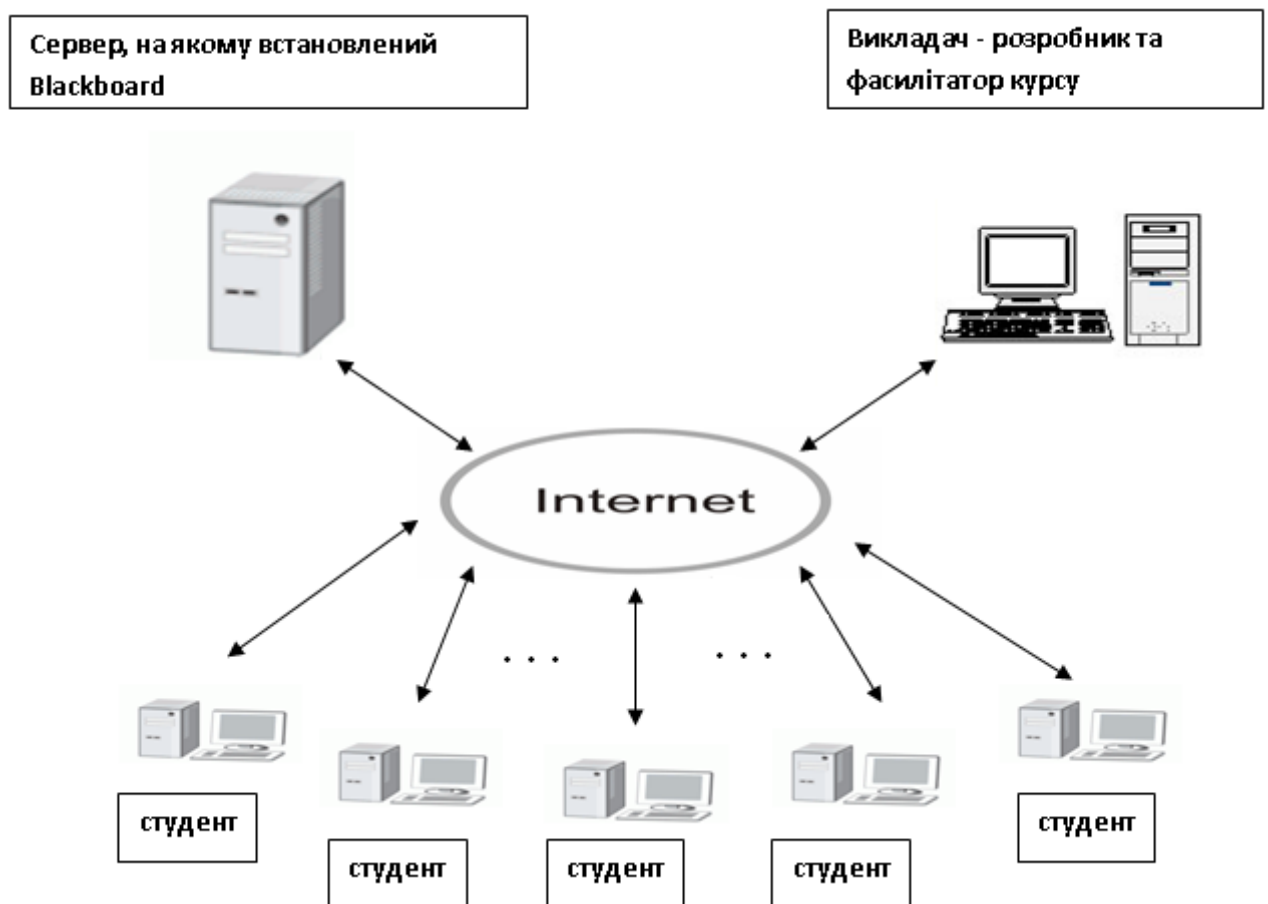 Сервер, на якому встановлений
Blackboard
Викладач - розробник та
фасилітатор курсу
Internet
. . .
. . .
студент
студент
студент
студент
студент